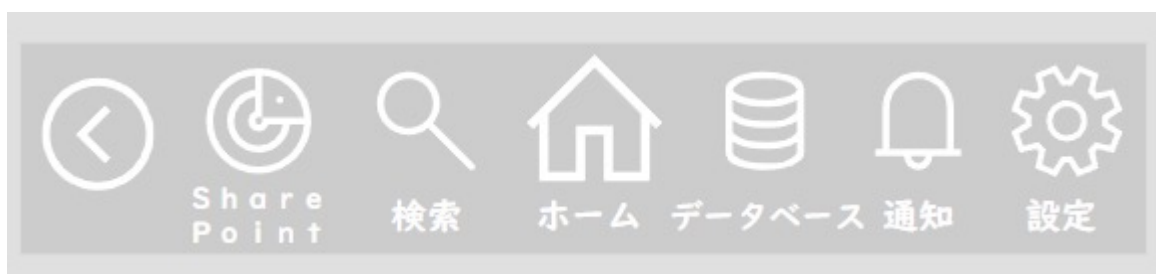 Share
Point
検索
ホーム
データベース
通知
設定